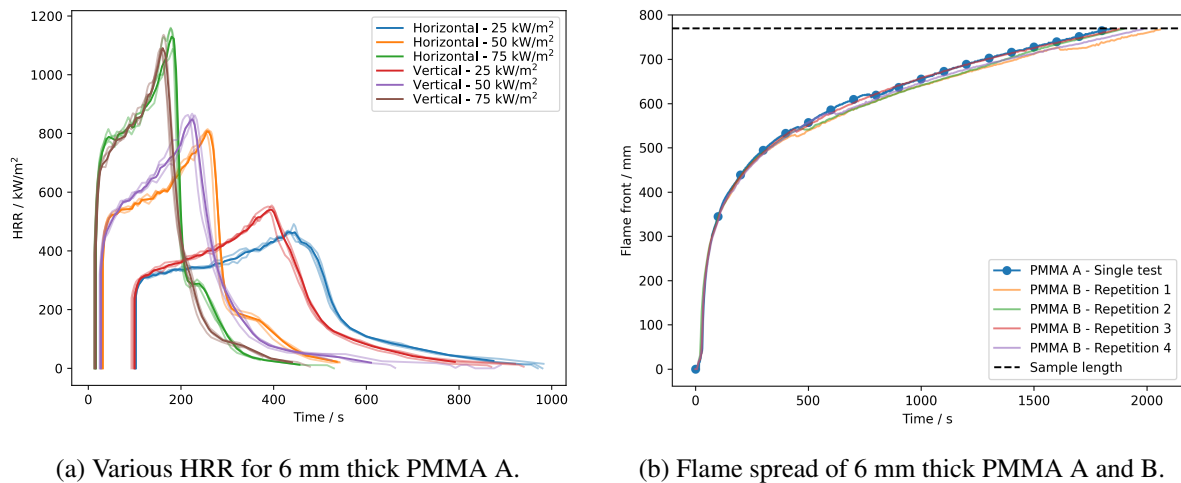 1200
1000
800
600
400
200
0
HRR / kW/m²
0 200 400 600 800 1000
Time / s
Horizontal - 25 kW/m²
Horizontal - 50 kW/m²
Horizontal - 75 kW/m²
Vertical - 25 kW/m²
Vertical - 50 kW/m²
Vertical - 75 kW/m²
(a) Various HRR for 6 mm thick PMMA A.
800
700
600
500
400
300
200
100
0
Flame front / mm
0 500 1000 1500 2000
Time / s
PMMA A - Single test
PMMA B - Repetition 1
PMMA B - Repetition 2
PMMA B - Repetition 3
PMMA B - Repetition 4
Sample length
(b) Flame spread of 6 mm thick PMMA A and B.